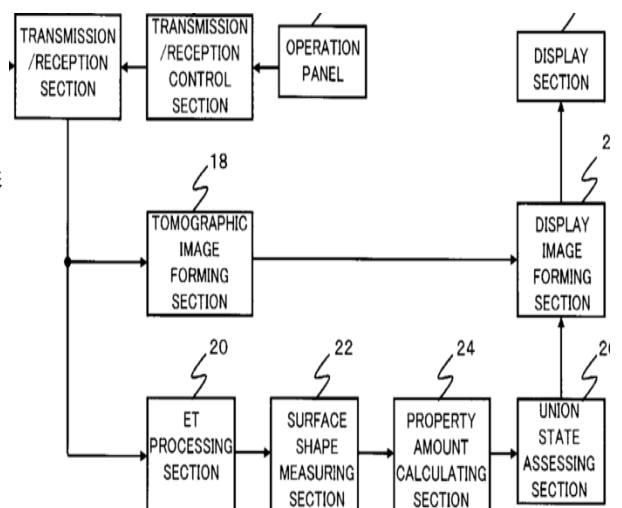 TRANSMISSION
/RECEPTION
SECTION
TRANSMISSION
/RECEPTION
CONTROL
SECTION
OPERATION
PANEL
DISPLAY
SECTION
18
TOMOGRAPHIC
IMAGE
FORMING
SECTION
2
DISPLAY
IMAGE
FORMING
SECTION
20
ET
PROCESSING
SECTION
22
SURFACE
SHAPE
MEASURING
SECTION
24
PROPERTY
AMOUNT
CALCULATING
SECTION
26
UNION
STATE
ASSESSING
SECTION